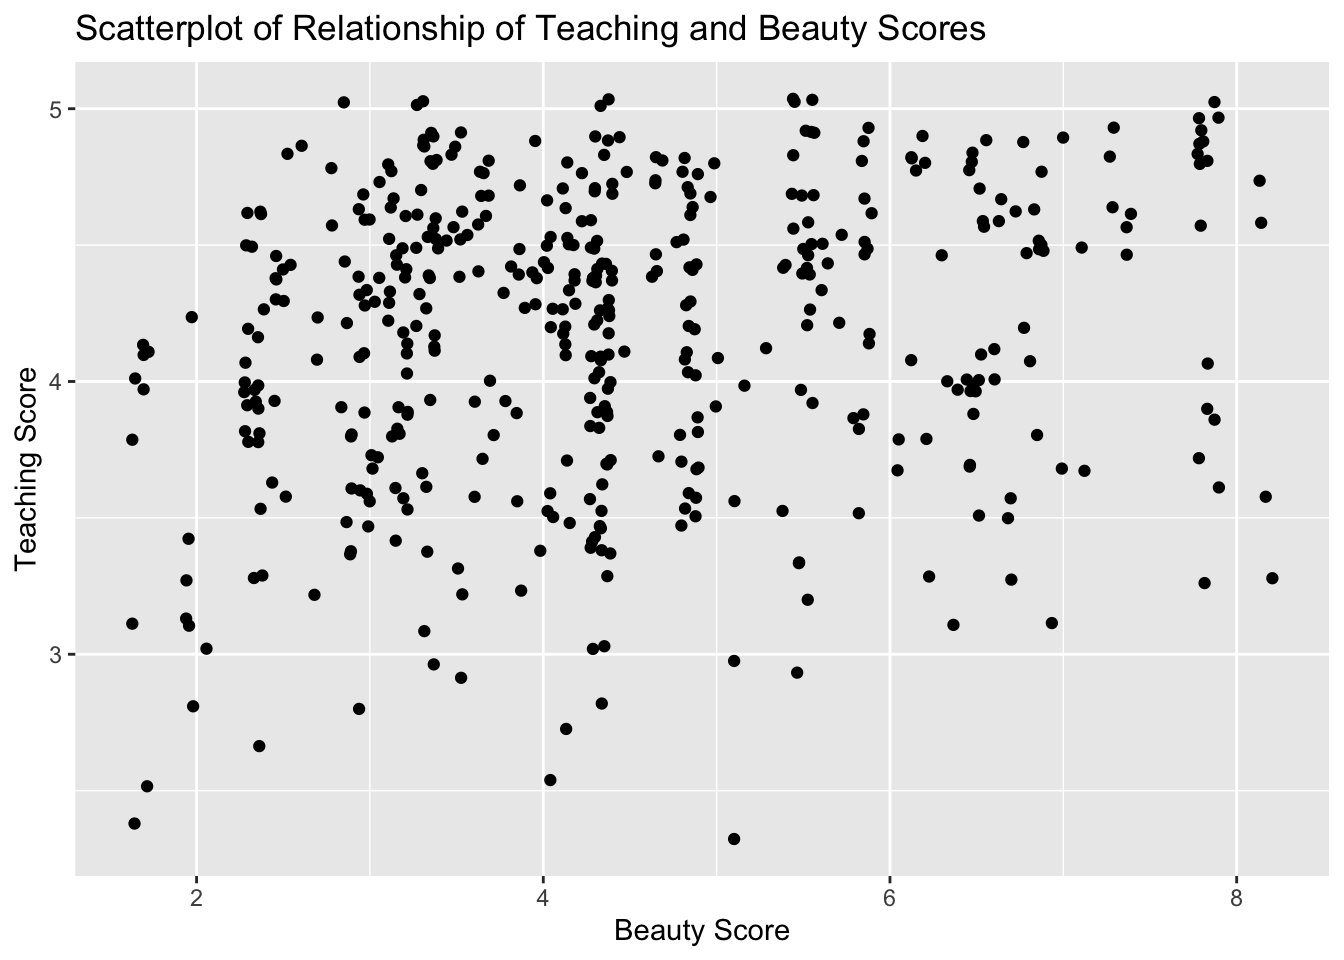 Scatterplot of Relationship of Teaching and Beauty Scores
5
4
3
Teaching Score
2 4 6 8
Beauty Score